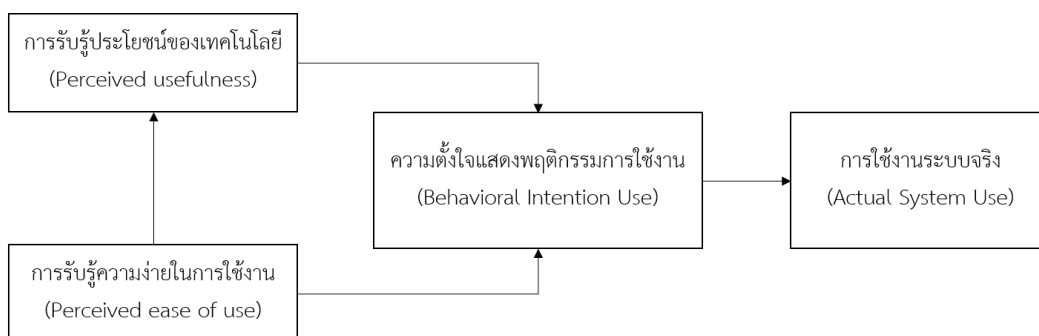 การรับรู้ประโยชน์ของเทคโนโลยี
(Perceived usefulness)
ความตั้งใจแสดงพฤติกรรมการใช้งาน
(Behavioral Intention Use)
การใช้งานระบบจริง
(Actual System Use)
การรับรู้ความง่ายในการใช้งาน
(Perceived ease of use)